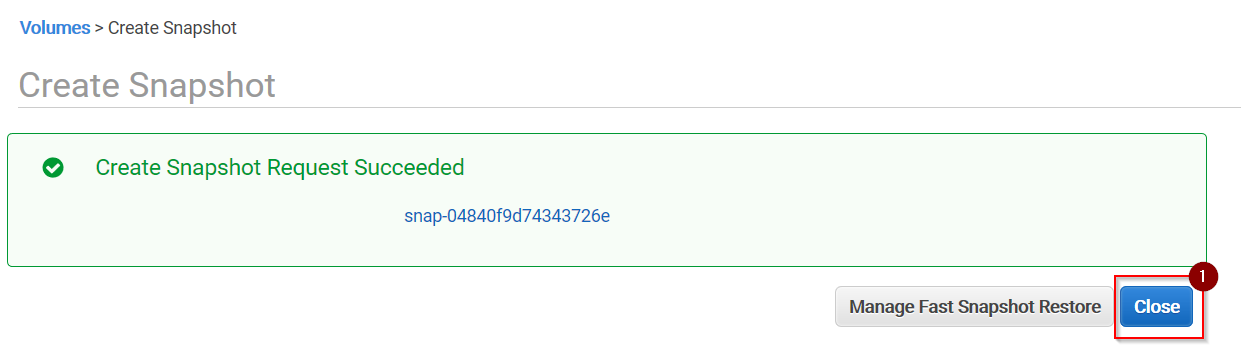 Volumes > Create Snapshot
Create Snapshot
Create Snapshot Request Succeeded
snap-04840f9d74343726e
1
Manage Fast Snapshot Restore Close